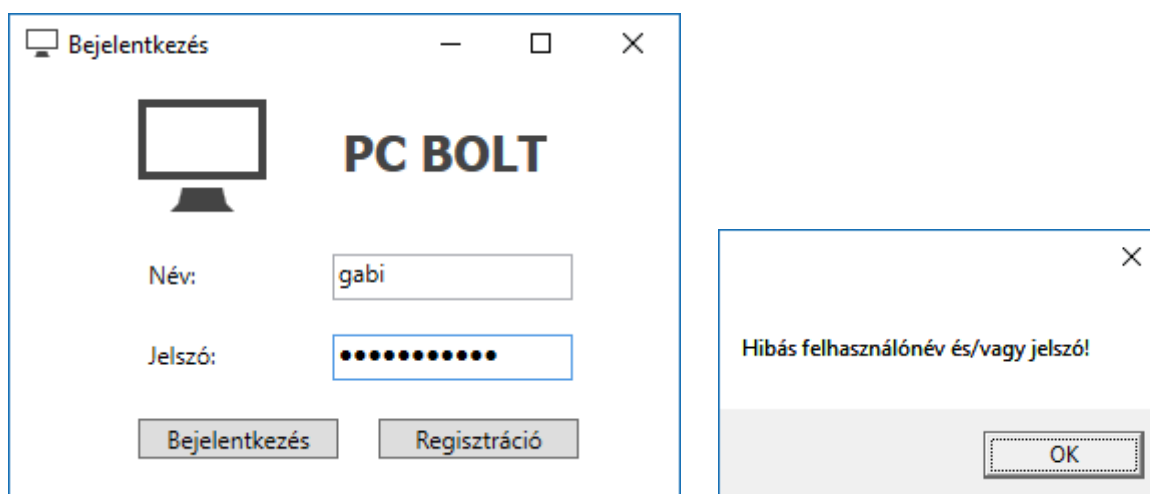 Bejelentkezés
PC BOLT
Név:
gabi
Jelszó:
●●●●●●●●●●●
Bejelentkezés
Regisztráció
Hibás felhasználónév és/vagy jelszó!
OK